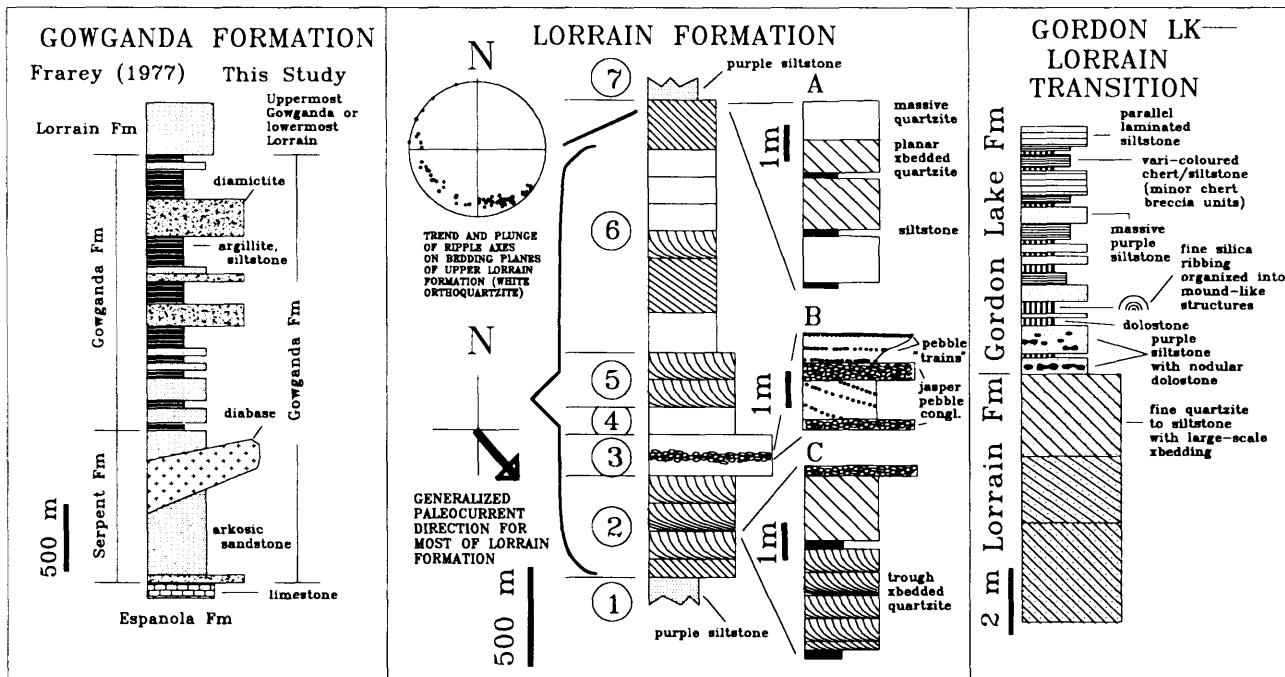 GOWGANDA FORMATION
Frarey (1977) This Study
Lorrain Fm
Uppermost
Gowganda or
lowermost
Lorrain
diamictite
argillite,
siltstone
Gowganda Fm
Gowganda Fm
diabase
Serpent Fm
arkosic
sandstone
500 m
limestone
Espanola Fm
LORRAIN FORMATION
N
TREND AND PLUNGE
OF RIPPLE AXES
ON BEDDING PLANES
OF UPPER LORRAIN
FORMATION (WHITE
ORTHOQUARTZITE)
N
GENERALIZED
PALEOCURRENT
DIRECTION FOR
MOST OF LORRAIN
FORMATION
500 m
purple siltstone
7
6
5
4
3
2
1
purple siltstone
A
1m
massive
quartzite
planar
xbedded
quartzite
siltstone
B
1m
pebble
"trains"
jasper
pebble
congl.
C
1m
trough
xbedded
quartzite
GORDON LK—
LORRAIN
TRANSITION
Gordon Lake Fm
Lorrain Fm
2 m
parallel
laminated
siltstone
vari-coloured
chert/siltstone
(minor chert
breccia units)
massive
purple
siltstone
fine silica
ribbing
organized into
mound-like
structures
dolostone
purple
siltstone
with nodular
dolostone
fine quartzite
to siltstone
with large-scale
xbedding